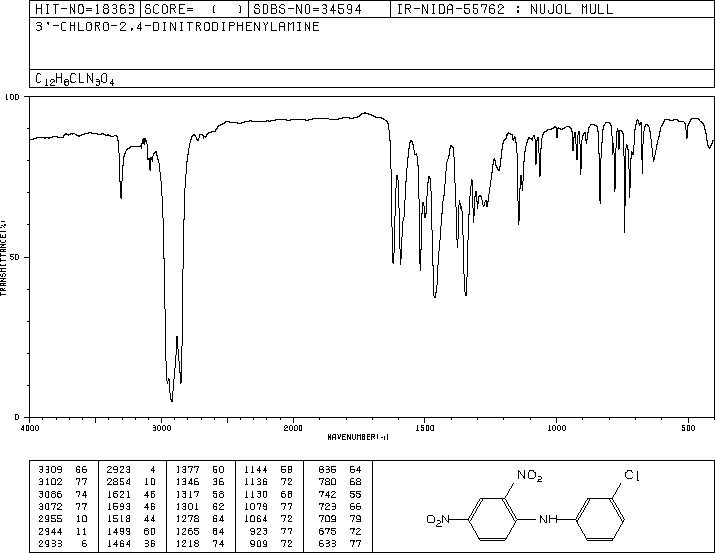 HIT-NO=18363 SCORE= ( ) SDBS-NO=34594 IR-NIDA-55762 : NUJOL MULL
3'-CHLORO-2,4-DINITRODIPHENYLAMINE
C12H8CLN3O4
100
50
0
TRANSMITTANCE(%)
4000 3000 2000 1500 1000 500
WAVENUMBER(-1)
3309 66 2923 4 1377 50 1144 58 835 64
3102 77 2854 10 1346 36 1136 72 780 68
3086 74 1621 46 1317 58 1130 68 742 55
3072 77 1593 46 1301 62 1079 77 723 66
2955 10 1518 44 1278 64 1064 72 709 79
2944 11 1499 60 1265 64 923 77 675 72
2933 6 1464 36 1218 74 909 72 633 77
NO2
Cl
O2N
NH